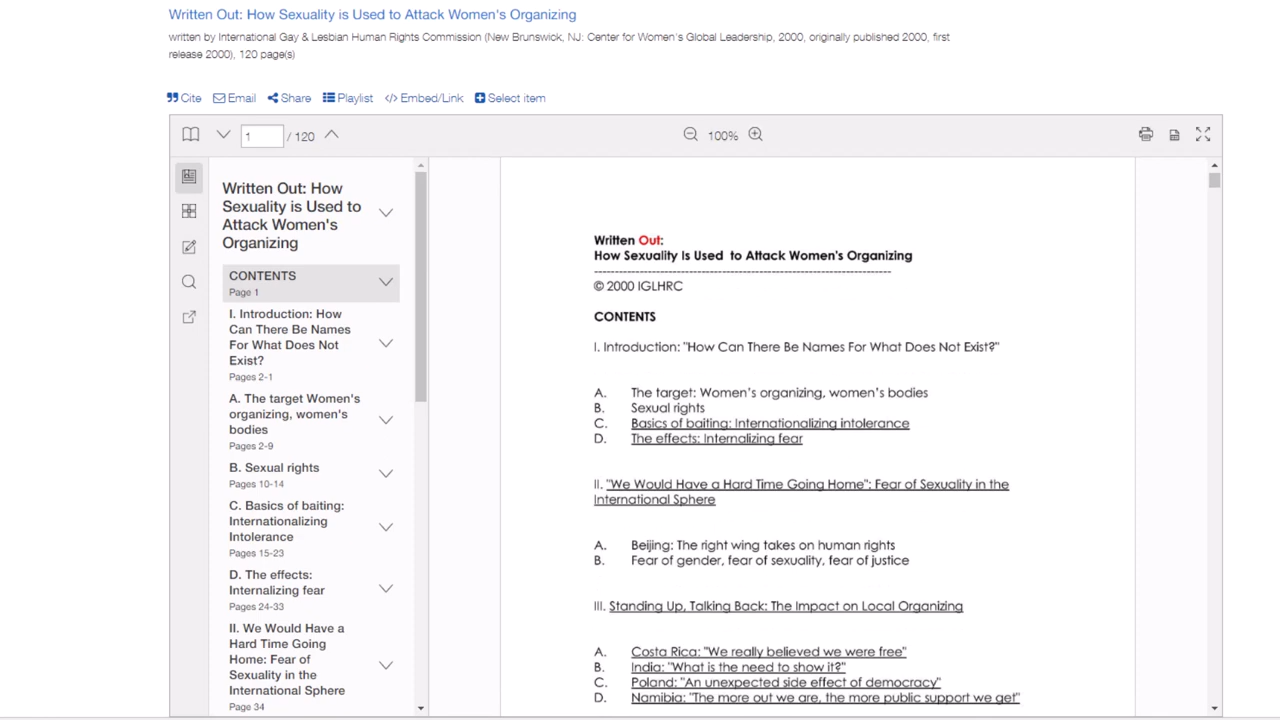 Written Out: How Sexuality is Used to Attack Women's Organizing
written by International Gay & Lesbian Human Rights Commission (New Brunswick, NJ: Center for Women's Global Leadership, 2000, originally published 2000, first
release 2000), 120 page(s)
Cite Email Share Playlist </> Embed/Link Select item
1 / 120 100%
Written Out: How
Sexuality is Used to
Attack Women's
Organizing
CONTENTS
Page 1
I. Introduction: How
Can There Be Names
For What Does Not
Exist?
Pages 2-1
A. The target Women's
organizing, women's
bodies
Pages 2-9
B. Sexual rights
Pages 10-14
C. Basics of baiting:
Internationalizing
Intolerance
Pages 15-23
D. The effects:
Internalizing fear
Pages 24-33
II. We Would Have a
Hard Time Going
Home: Fear of
Sexuality in the
International Sphere
Page 34
Written Out:
How Sexuality Is Used to Attack Women's Organizing
----------------------------------------------------------------------
© 2000 IGLHRC
CONTENTS
I. Introduction: "How Can There Be Names For What Does Not Exist?"
A. The target: Women's organizing, women's bodies
B. Sexual rights
C. Basics of baiting: Internationalizing intolerance
D. The effects: Internalizing fear
II. "We Would Have a Hard Time Going Home": Fear of Sexuality in the
International Sphere
A. Beijing: The right wing takes on human rights
B. Fear of gender, fear of sexuality, fear of justice
III. Standing Up, Talking Back: The Impact on Local Organizing
A. Costa Rica: "We really believed we were free"
B. India: "What is the need to show it?"
C. Poland: "An unexpected side effect of democracy"
D. Namibia: "The more out we are, the more public support we get"